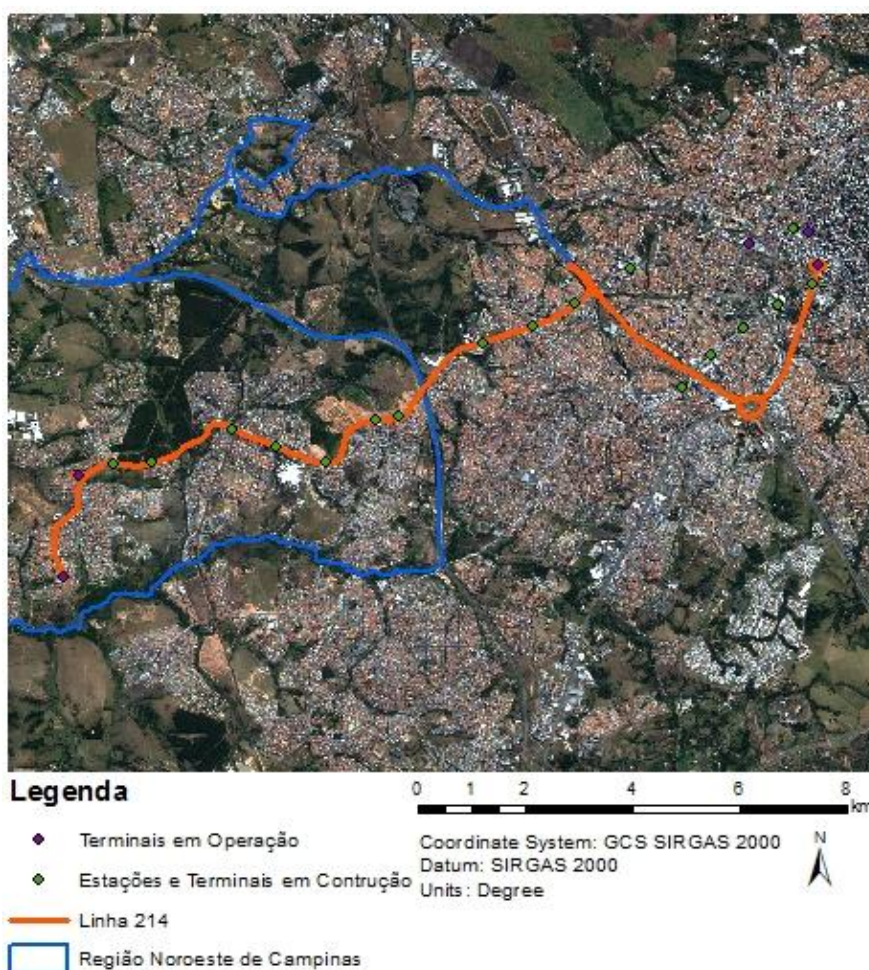 Legenda
Terminais em Operação
Estações e Terminais em Contrução
Linha 214
Região Noroeste de Campinas
0 1 2 4 6 8
km
Coordinate System: GCS SIRGAS 2000
Datum: SIRGAS 2000
Units: Degree
N